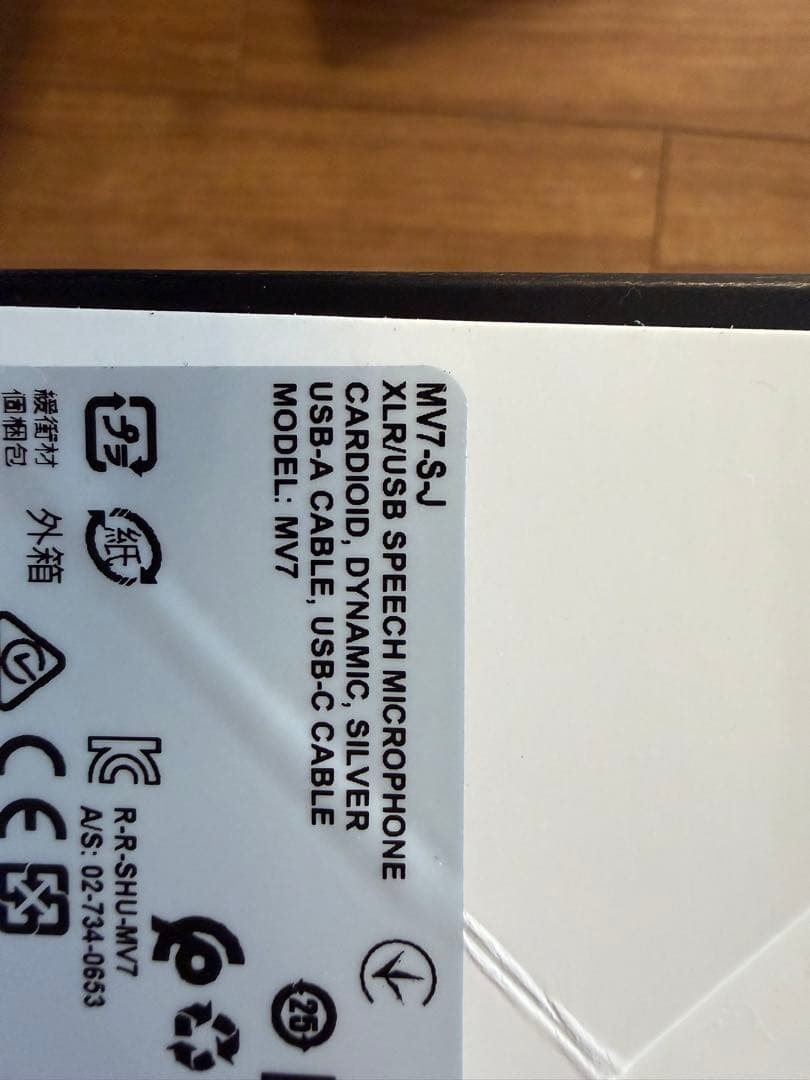 MV7-S-J
XLR/USB SPEECH MICROPHONE
CARDIOID, DYNAMIC, SILVER
USB-A CABLE, USB-C CABLE
MODEL: MV7
25
プラ
紙
R-R-SHU-MV7
A/S: 02-734-0653
緩衝材
個梱包
外箱
CE